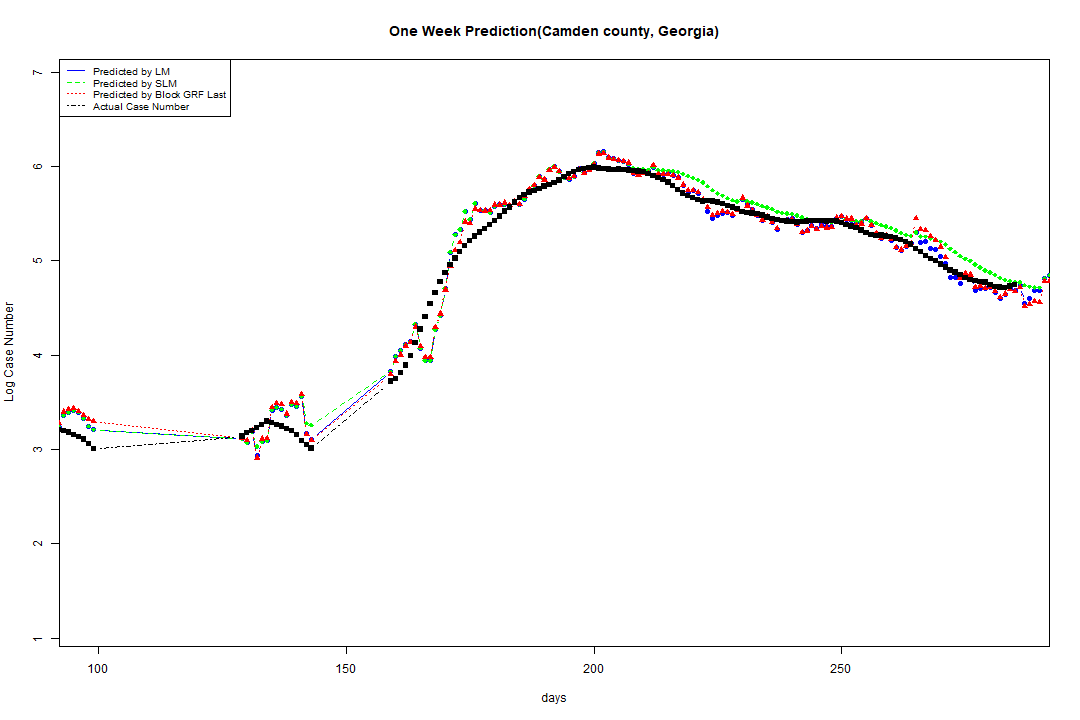 One Week Prediction(Camden county, Georgia)
Predicted by LM
Predicted by SLM
Predicted by Block GRF Last
Actual Case Number
7
6
5
4
3
2
1
Log Case Number
100 150 200 250
days